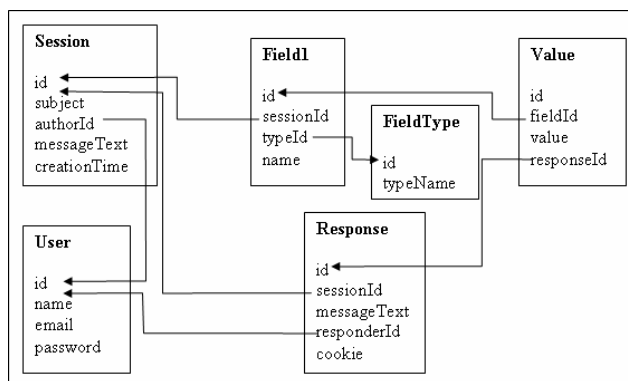 Session
id
subject
authorId
messageText
creationTime
Field1
id
sessionId
typeId
name
FieldType
id
typeName
Value
id
fieldId
value
responseId
User
id
name
email
password
Response
id
sessionId
messageText
responderId
cookie